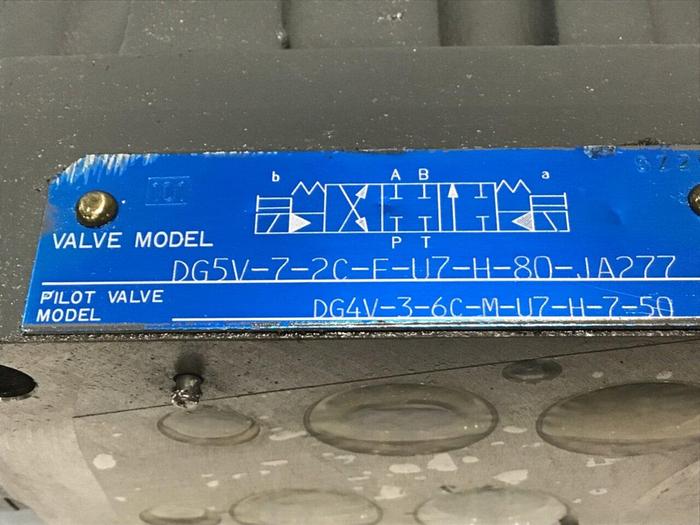 b A B a
P T
VALVE MODEL
DG5V-7-2C-E-U7-H-80-JA277
PILOT VALVE
MODEL
DG4V-3-6C-M-U7-H-7-50